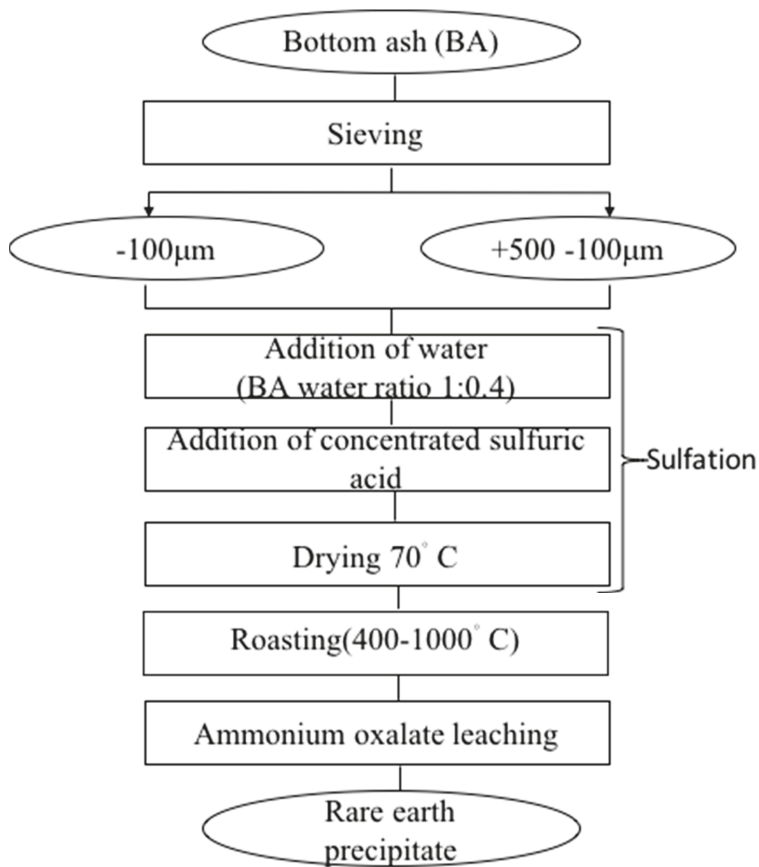 Bottom ash (BA)
Sieving
-100μm
+500 -100μm
Addition of water
(BA water ratio 1:0.4)
Addition of concentrated sulfuric
acid
Sulfation
Drying 70° C
Roasting(400-1000° C)
Ammonium oxalate leaching
Rare earth
precipitate